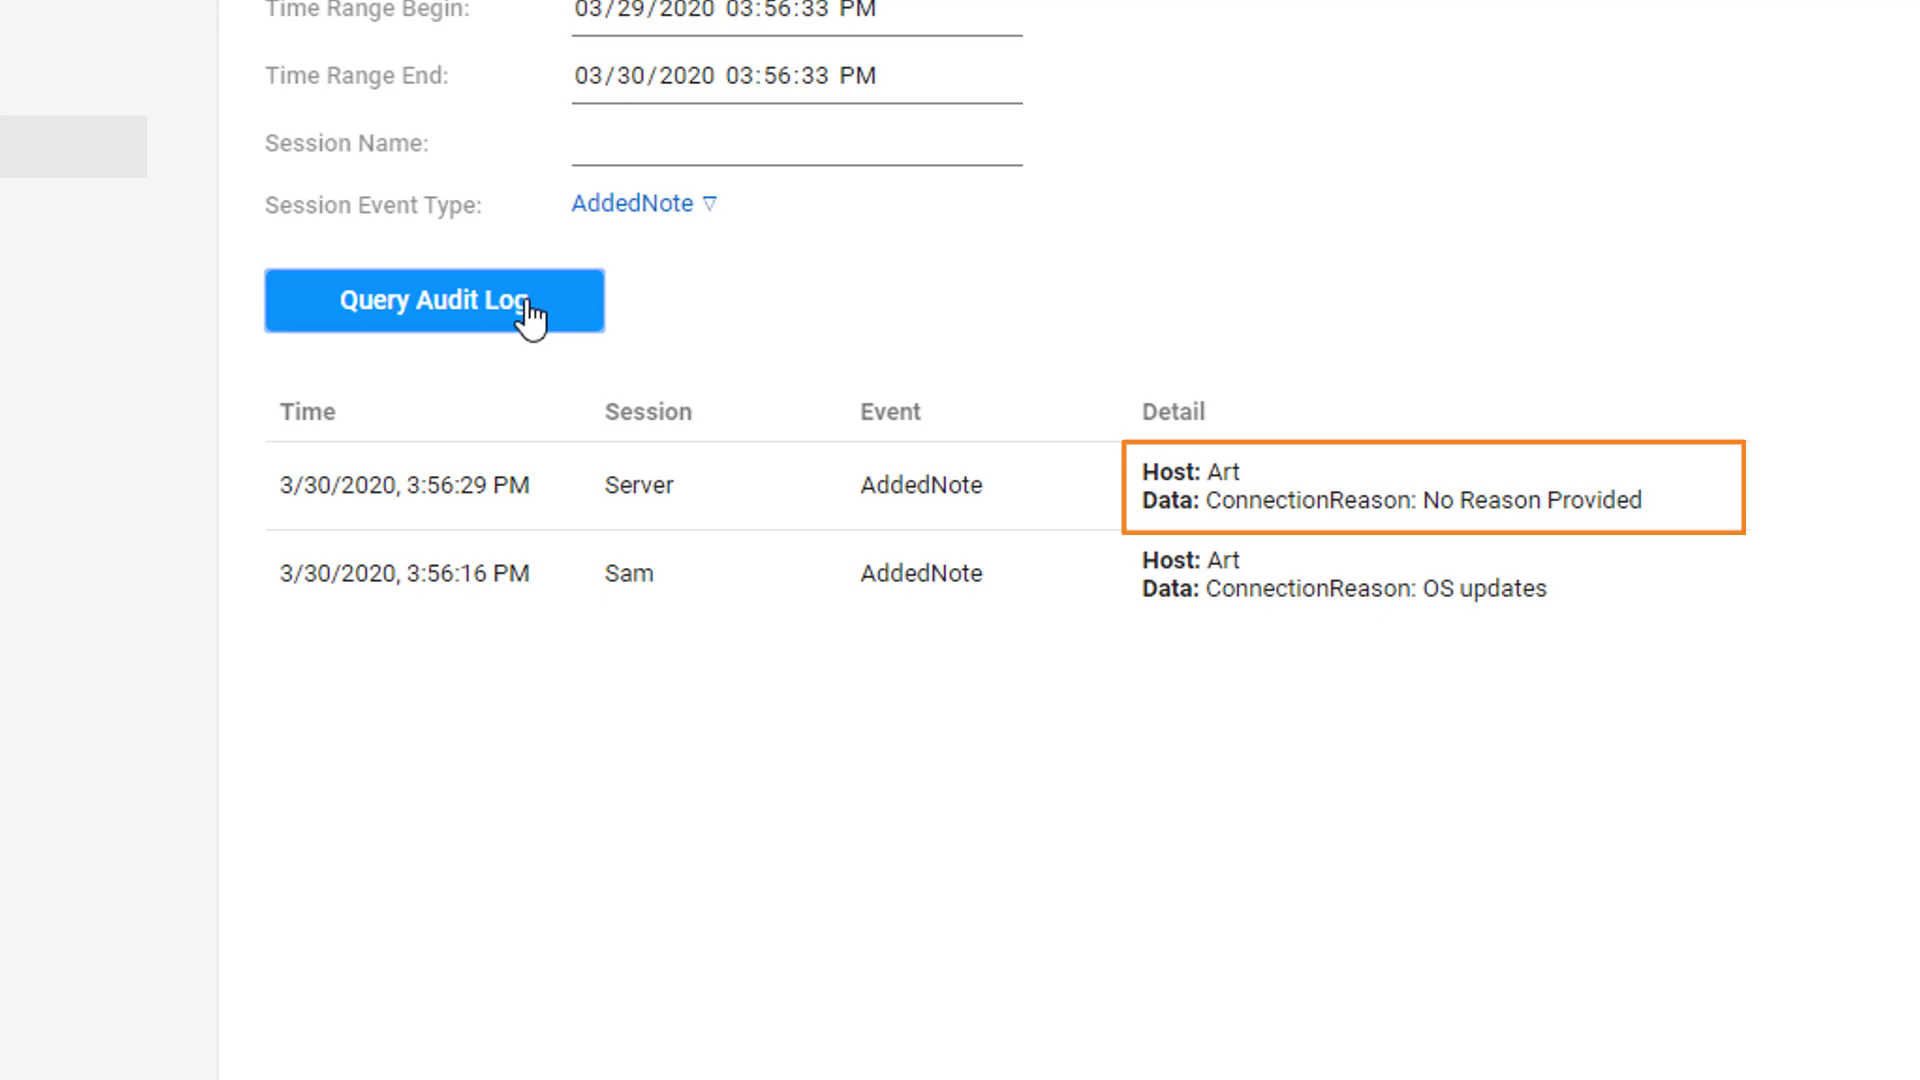 Time Range Begin: 03/29/2020 03:56:33 PM
Time Range End: 03/30/2020 03:56:33 PM
Session Name:
Session Event Type: AddedNote ▽
Query Audit Log
Time Session Event Detail
3/30/2020, 3:56:29 PM Server AddedNote Host: Art
Data: ConnectionReason: No Reason Provided
3/30/2020, 3:56:16 PM Sam AddedNote Host: Art
Data: ConnectionReason: OS updates